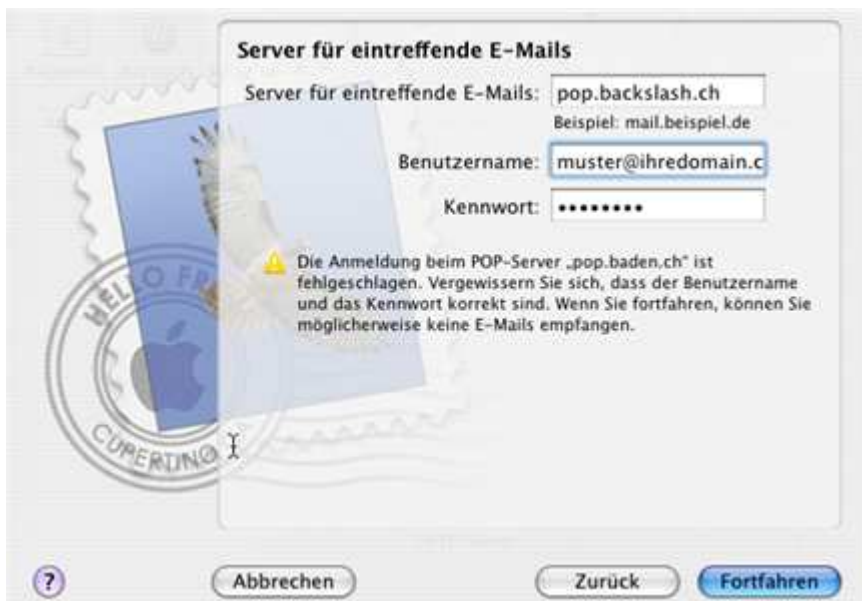 Server für eintreffende E-Mails
Server für eintreffende E-Mails: pop.backslash.ch
Beispiel: mail.beispiel.de
Benutzername: muster@ihredomain.c
Kennwort: ••••••••
Die Anmeldung beim POP-Server „pop.baden.ch" ist
fehlgeschlagen. Vergewissern Sie sich, dass der Benutzername
und das Kennwort korrekt sind. Wenn Sie fortfahren, können Sie
möglicherweise keine E-Mails empfangen.
HELLO FR
CUPERTINO
? Abbrechen Zurück Fortfahren